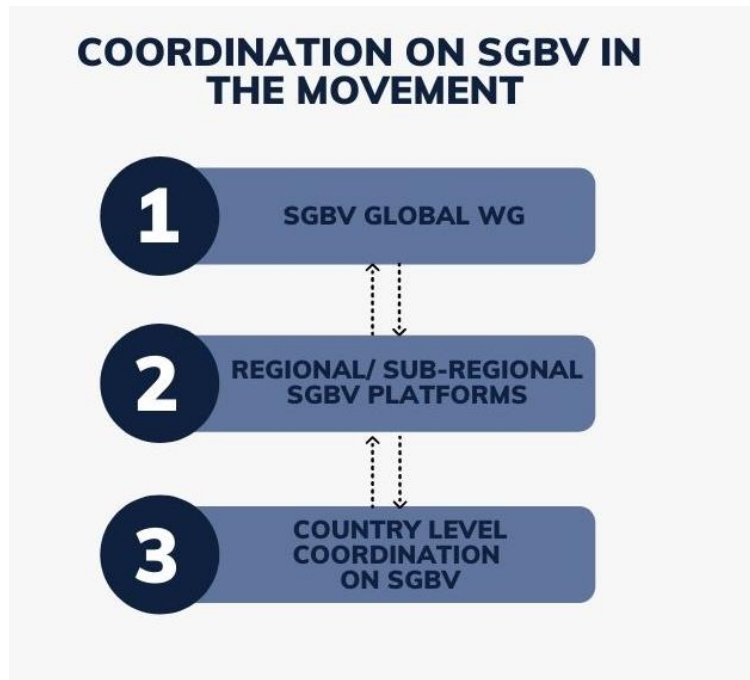 COORDINATION ON SGBV IN
THE MOVEMENT
1
SGBV GLOBAL WG
2
REGIONAL/ SUB-REGIONAL
SGBV PLATFORMS
3
COUNTRY LEVEL
COORDINATION
ON SGBV